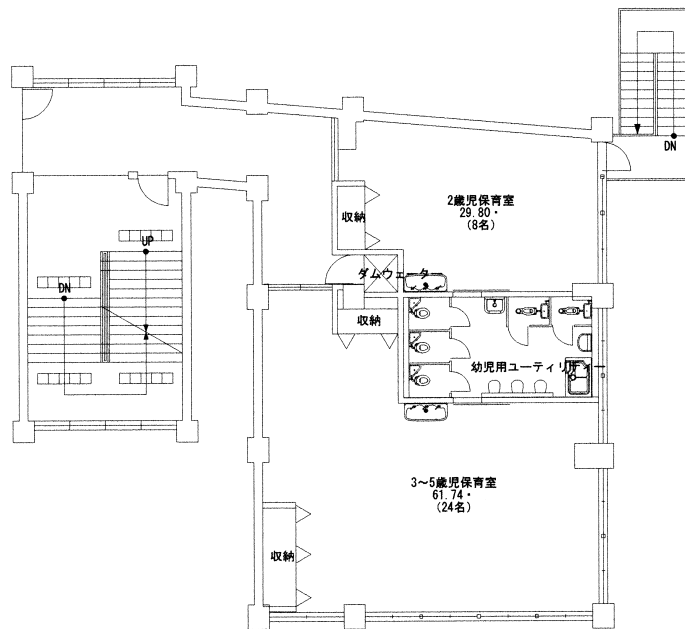 DN
2歳児保育室
29.80・
(8名)
収納
UP
ダムウェーター
DN
収納
幼児用ユーティリティー
3～5歳児保育室
61.74・
(24名)
収納